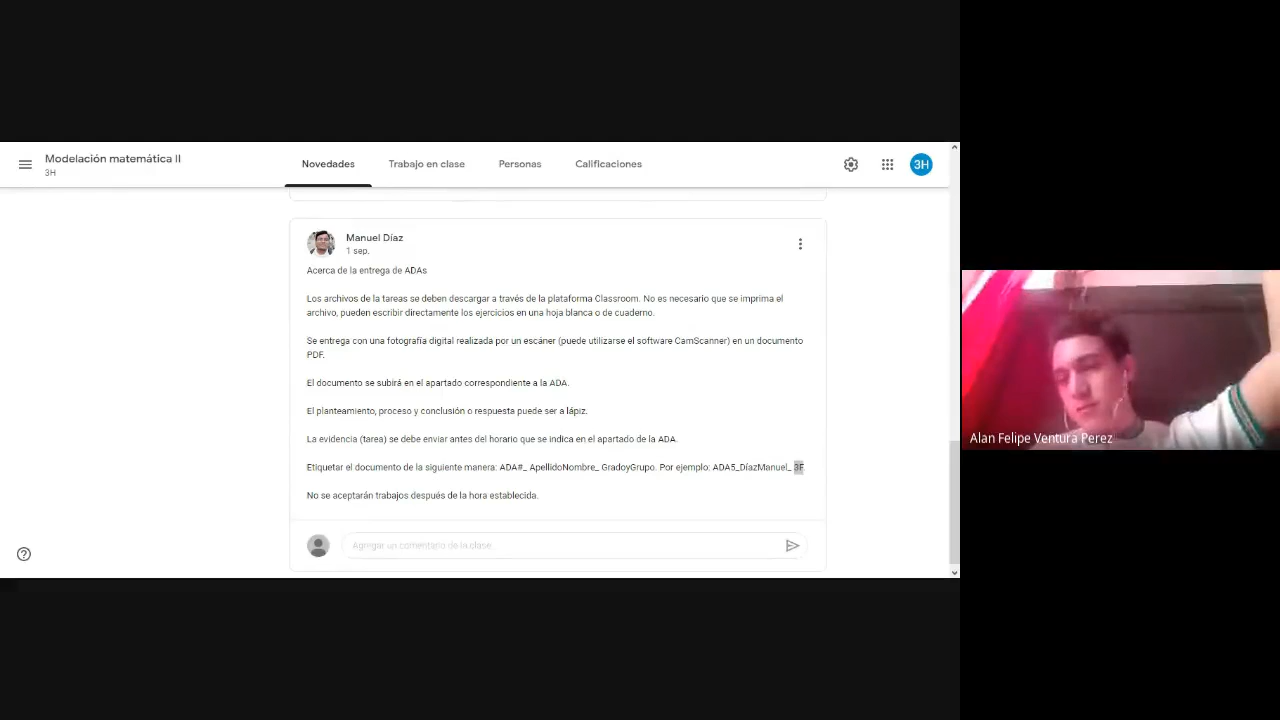 Modelación matemática II
3H
Novedades
Trabajo en clase
Personas
Calificaciones
3H
Manuel Díaz
1 sep.
Acerca de la entrega de ADAs
Los archivos de la tareas se deben descargar a través de la plataforma Classroom. No es necesario que se imprima el
archivo, pueden escribir directamente los ejercicios en una hoja blanca o de cuaderno.
Se entrega con una fotografía digital realizada por un escáner (puede utilizarse el software CamScanner) en un documento
PDF.
El documento se subirá en el apartado correspondiente a la ADA.
El planteamiento, proceso y conclusión o respuesta puede ser a lápiz.
La evidencia (tarea) se debe enviar antes del horario que se indica en el apartado de la ADA.
Etiquetar el documento de la siguiente manera: ADA#_ ApellidoNombre_ GradoyGrupo. Por ejemplo: ADA5_DíazManuel_ 3F
No se aceptarán trabajos después de la hora establecida.
Agregar un comentario de la clase
Alan Felipe Ventura Perez